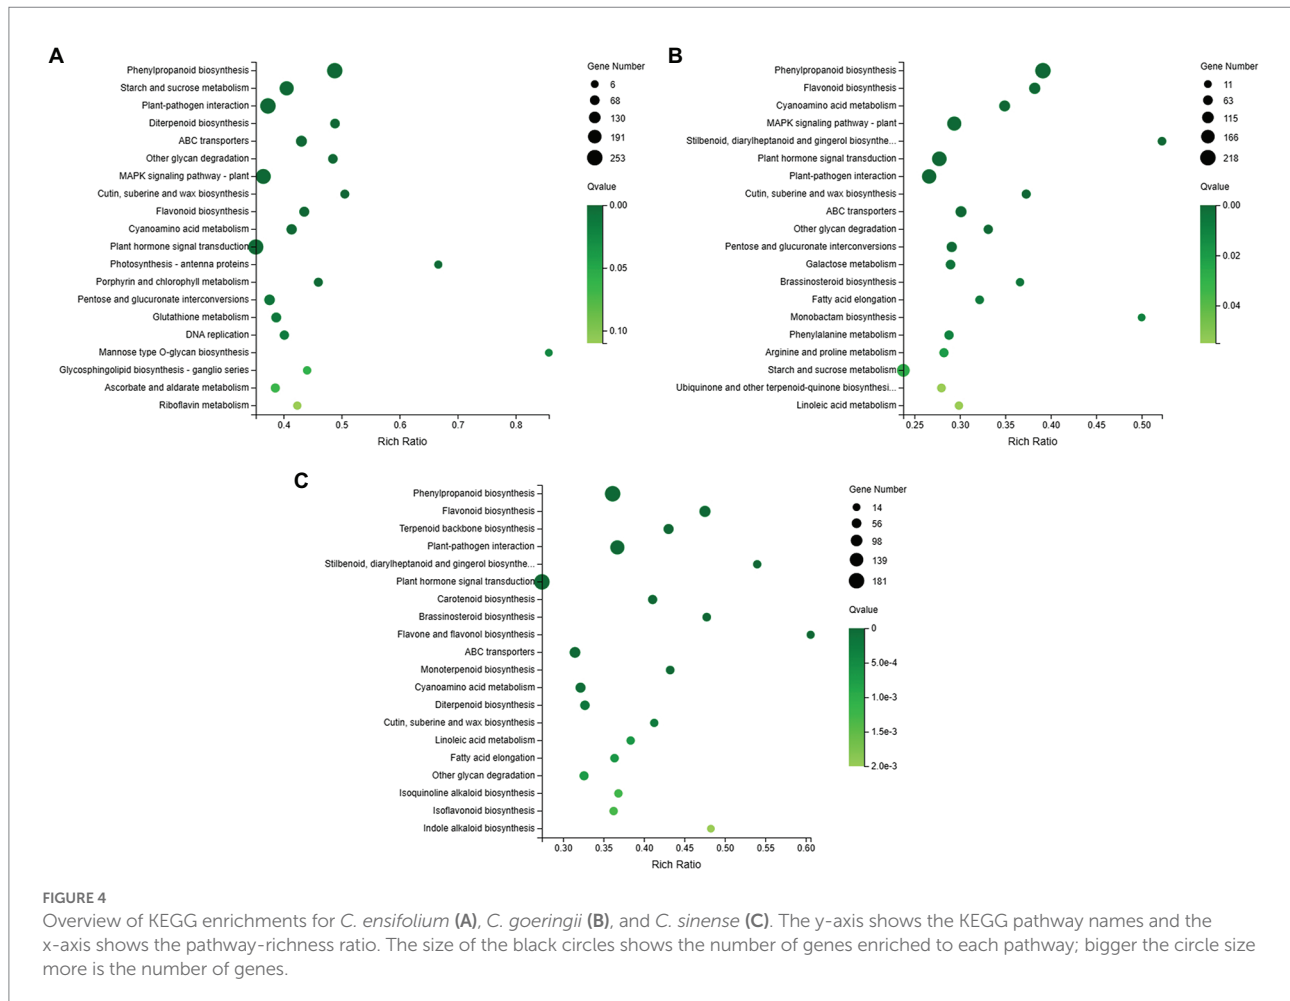 A
Phenylpropanoid biosynthesis
Starch and sucrose metabolism
Plant-pathogen interaction
Diterpenoid biosynthesis
ABC transporters
Other glycan degradation
MAPK signaling pathway - plant
Cutin, suberine and wax biosynthesis
Flavonoid biosynthesis
Cyanoamino acid metabolism
Plant hormone signal transduction
Photosynthesis - antenna proteins
Porphyrin and chlorophyll metabolism
Pentose and glucuronate interconversions
Glutathione metabolism
DNA replication
Mannose type O-glycan biosynthesis
Glycosphingolipid biosynthesis - ganglio series
Ascorbate and aldarate metabolism
Riboflavin metabolism
0.4 0.5 0.6 0.7 0.8
Rich Ratio
Gene Number
6
68
130
191
253
Qvalue
0.00
0.05
0.10
B
Phenylpropanoid biosynthesis
Flavonoid biosynthesis
Cyanoamino acid metabolism
MAPK signaling pathway - plant
Stilbenoid, diarylheptanoid and gingerol biosynthe...
Plant hormone signal transduction
Plant-pathogen interaction
Cutin, suberine and wax biosynthesis
ABC transporters
Other glycan degradation
Pentose and glucuronate interconversions
Galactose metabolism
Brassinosteroid biosynthesis
Fatty acid elongation
Monobactam biosynthesis
Phenylalanine metabolism
Arginine and proline metabolism
Starch and sucrose metabolism
Ubiquinone and other terpenoid-quinone biosynthesi...
Linoleic acid metabolism
0.25 0.30 0.35 0.40 0.45 0.50
Rich Ratio
Gene Number
11
63
115
166
218
Qvalue
0.00
0.02
0.04
C
Phenylpropanoid biosynthesis
Flavonoid biosynthesis
Terpenoid backbone biosynthesis
Plant-pathogen interaction
Stilbenoid, diarylheptanoid and gingerol biosynthe...
Plant hormone signal transduction
Carotenoid biosynthesis
Brassinosteroid biosynthesis
Flavone and flavonol biosynthesis
ABC transporters
Monoterpenoid biosynthesis
Cyanoamino acid metabolism
Diterpenoid biosynthesis
Cutin, suberine and wax biosynthesis
Linoleic acid metabolism
Fatty acid elongation
Other glycan degradation
Isoquinoline alkaloid biosynthesis
Isoflavonoid biosynthesis
Indole alkaloid biosynthesis
0.30 0.35 0.40 0.45 0.50 0.55 0.60
Rich Ratio
Gene Number
14
56
98
139
181
Qvalue
0
5.0e-4
1.0e-3
1.5e-3
2.0e-3
FIGURE 4
Overview of KEGG enrichments for C. ensifolium (A), C. goeringii (B), and C. sinense (C). The y-axis shows the KEGG pathway names and the
x-axis shows the pathway-richness ratio. The size of the black circles shows the number of genes enriched to each pathway; bigger the circle size
more is the number of genes.